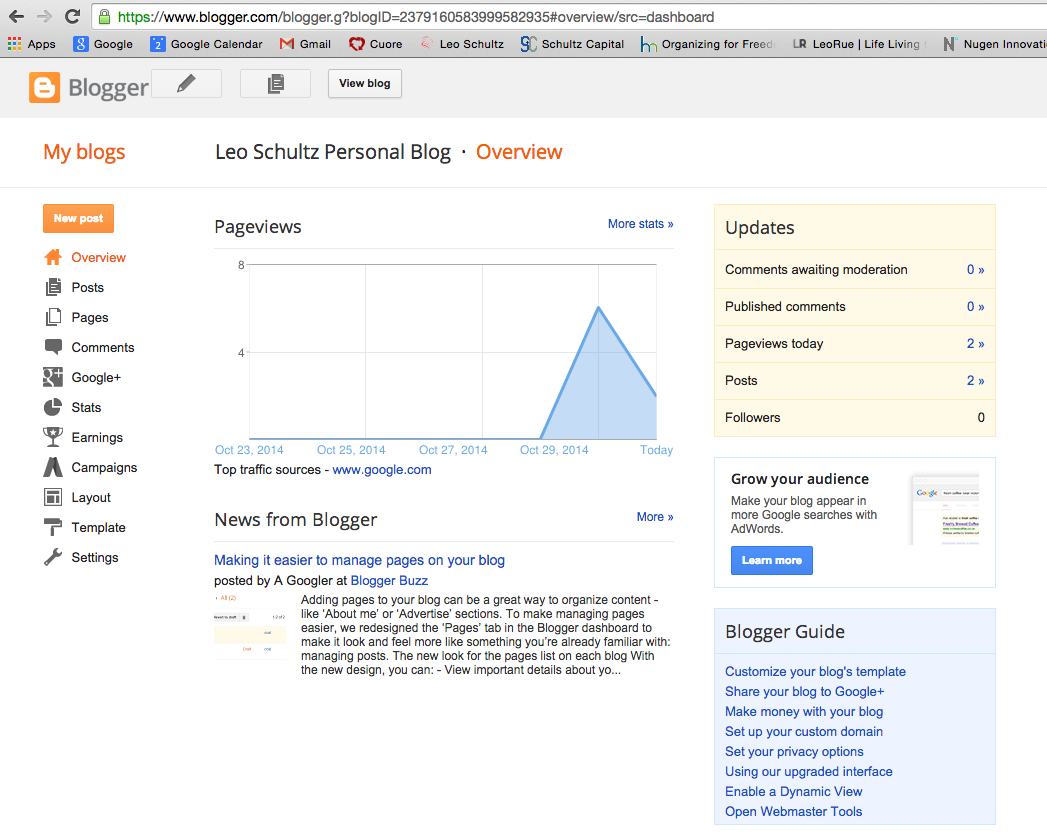 https://www.blogger.com/blogger.g?blogID=2379160583999582935#overview/src=dashboard
Apps Google Google Calendar Gmail Cuore Leo Schultz Schultz Capital Organizing for Freed LeoRue | Life Living Nugen Innovati
Blogger View blog
My blogs Leo Schultz Personal Blog · Overview
New post
Overview
Posts
Pages
Comments
Google+
Stats
Earnings
Campaigns
Layout
Template
Settings
Pageviews More stats »
8
4
Oct 23, 2014 Oct 25, 2014 Oct 27, 2014 Oct 29, 2014 Today
Top traffic sources - www.google.com
News from Blogger More »
Making it easier to manage pages on your blog
posted by A Googler at Blogger Buzz
Adding pages to your blog can be a great way to organize content -
like ‘About me’ or ‘Advertise’ sections. To make managing pages
easier, we redesigned the ‘Pages’ tab in the Blogger dashboard to
make it look and feel more like something you’re already familiar with:
managing posts. The new look for the pages list on each blog With
the new design, you can: - View important details about yo...
All (2)
1-2 of 2
Draft
Updates
Comments awaiting moderation 0 »
Published comments 0 »
Pageviews today 2 »
Posts 2 »
Followers 0
Grow your audience
Make your blog appear in
more Google searches with
AdWords.
Learn more
Google
Blogger Guide
Customize your blog's template
Share your blog to Google+
Make money with your blog
Set up your custom domain
Set your privacy options
Using our upgraded interface
Enable a Dynamic View
Open Webmaster Tools